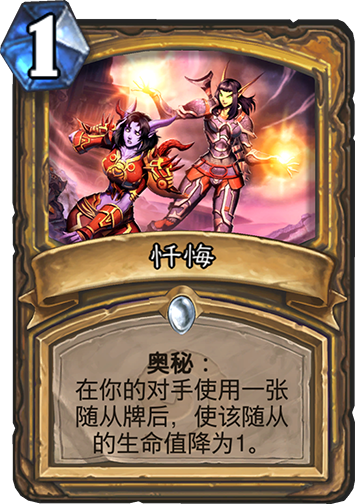 1
忏悔
奥秘：
在你的对手使用一张
随从牌后，使该随从
的生命值降为1。